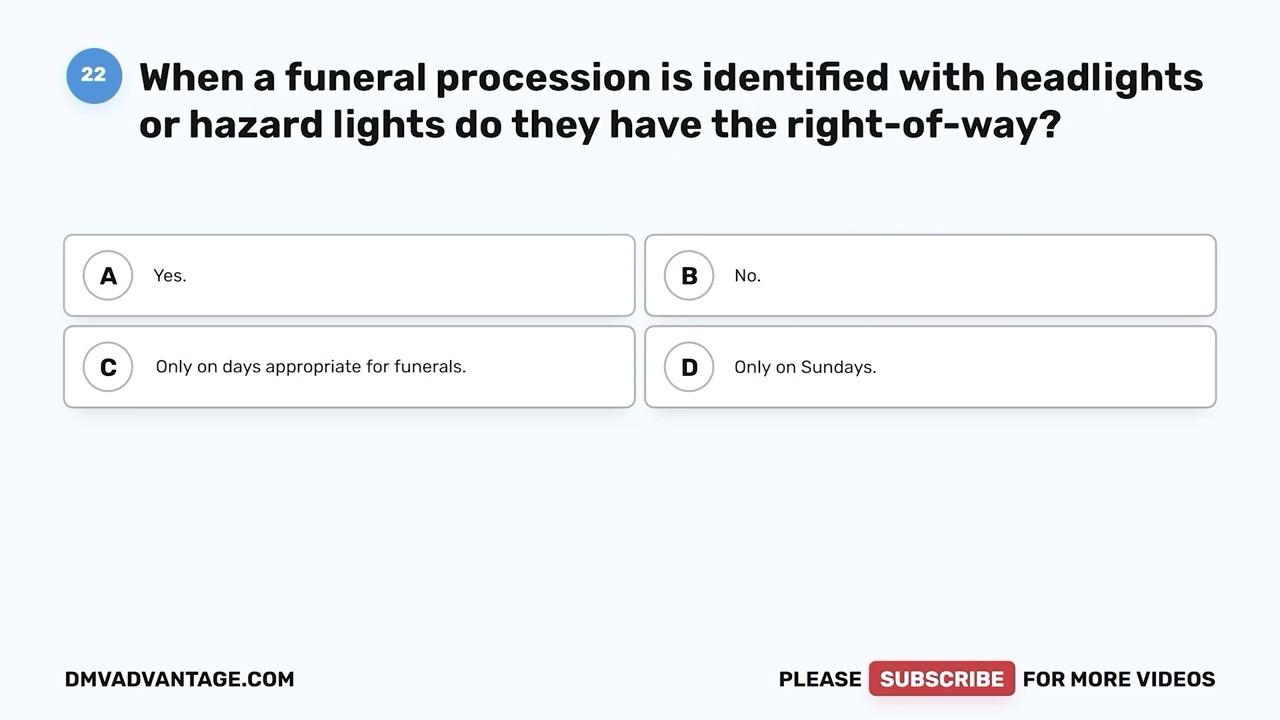 22
When a funeral procession is identified with headlights
or hazard lights do they have the right-of-way?
A Yes.
B No.
C Only on days appropriate for funerals.
D Only on Sundays.
DMVADVANTAGE.COM
PLEASE SUBSCRIBE FOR MORE VIDEOS